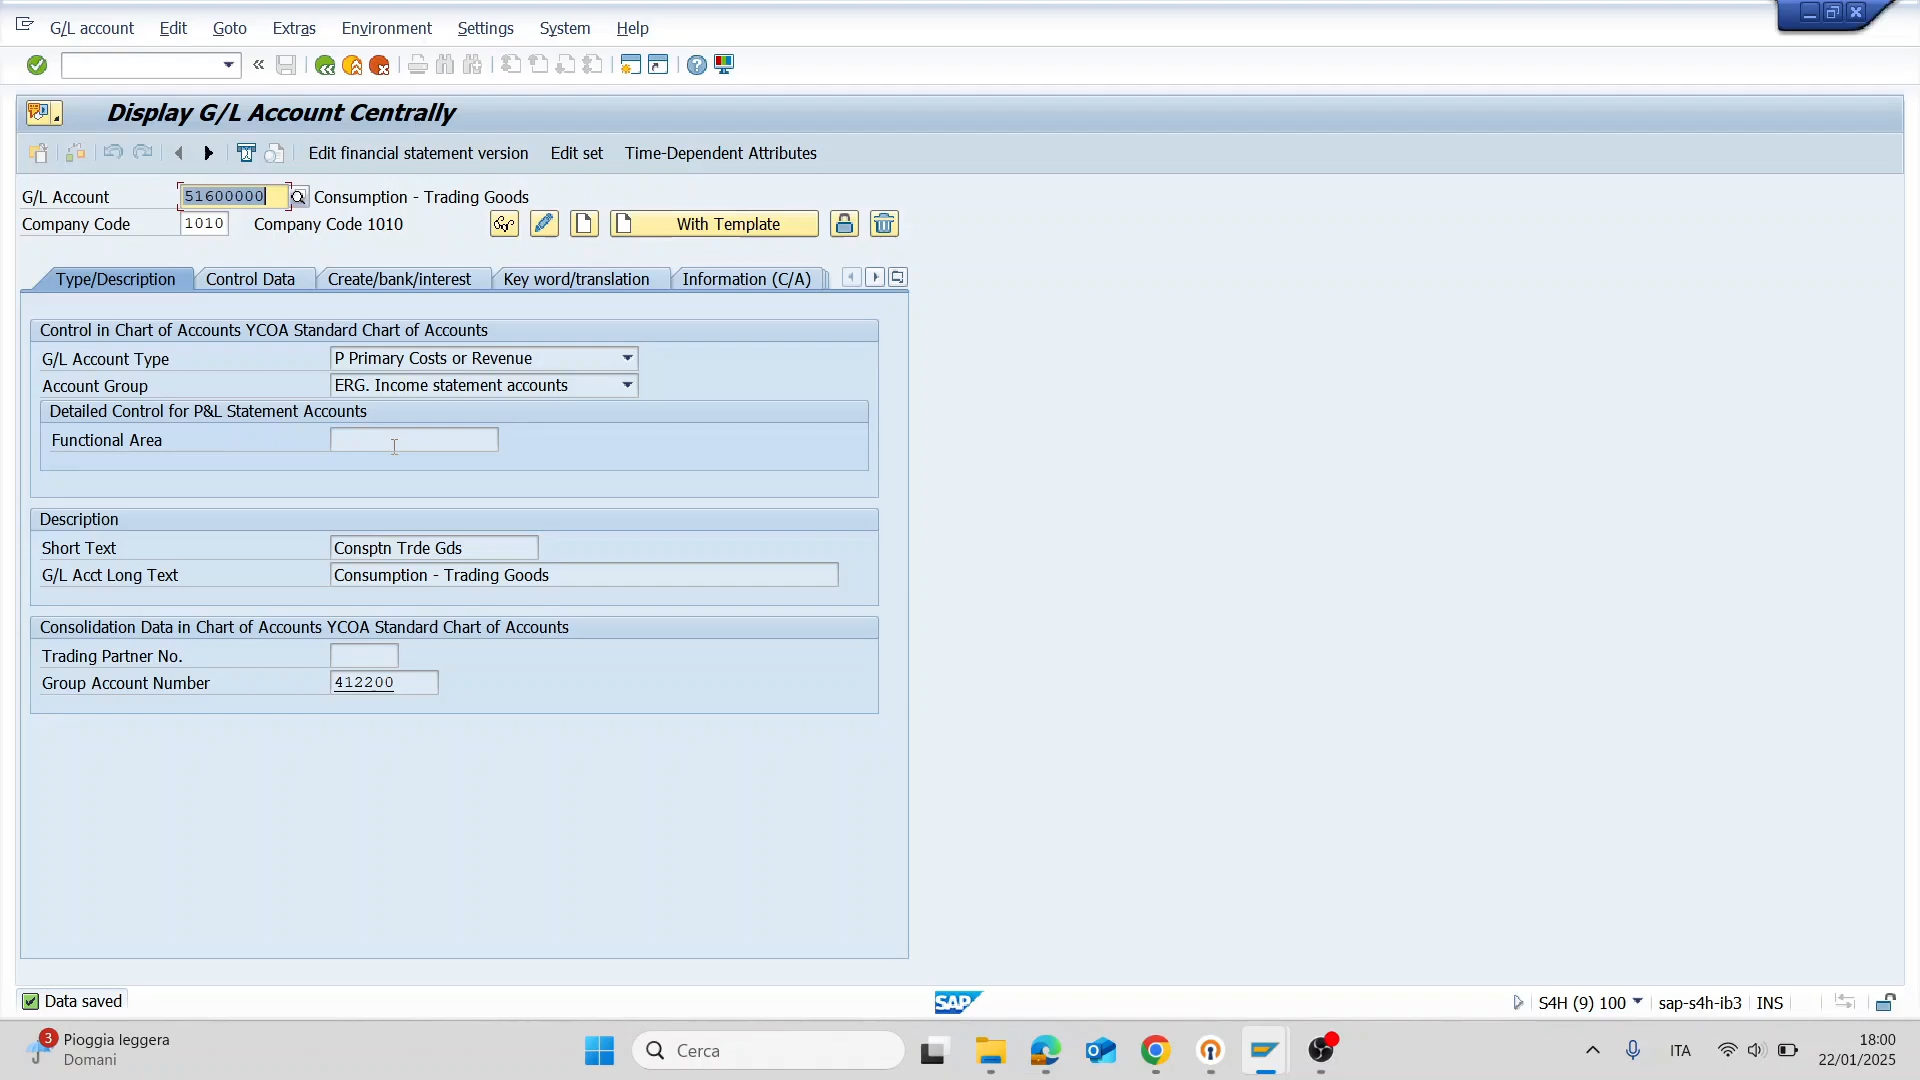 G/L account Edit Goto Extras Environment Settings System Help
Display G/L Account Centrally
Edit financial statement version Edit set Time-Dependent Attributes
G/L Account 51600000 Consumption - Trading Goods
Company Code 1010 Company Code 1010 With Template
Type/Description Control Data Create/bank/interest Key word/translation Information (C/A)
Control in Chart of Accounts YCOA Standard Chart of Accounts
G/L Account Type P Primary Costs or Revenue
Account Group ERG. Income statement accounts
Detailed Control for P&L Statement Accounts
Functional Area
Description
Short Text Consptn Trde Gds
G/L Acct Long Text Consumption - Trading Goods
Consolidation Data in Chart of Accounts YCOA Standard Chart of Accounts
Trading Partner No.
Group Account Number 412200
Data saved SAP S4H (9) 100 sap-s4h-ib3 INS
3 Pioggia leggera
Domani
Cerca
ITA
18:00
22/01/2025